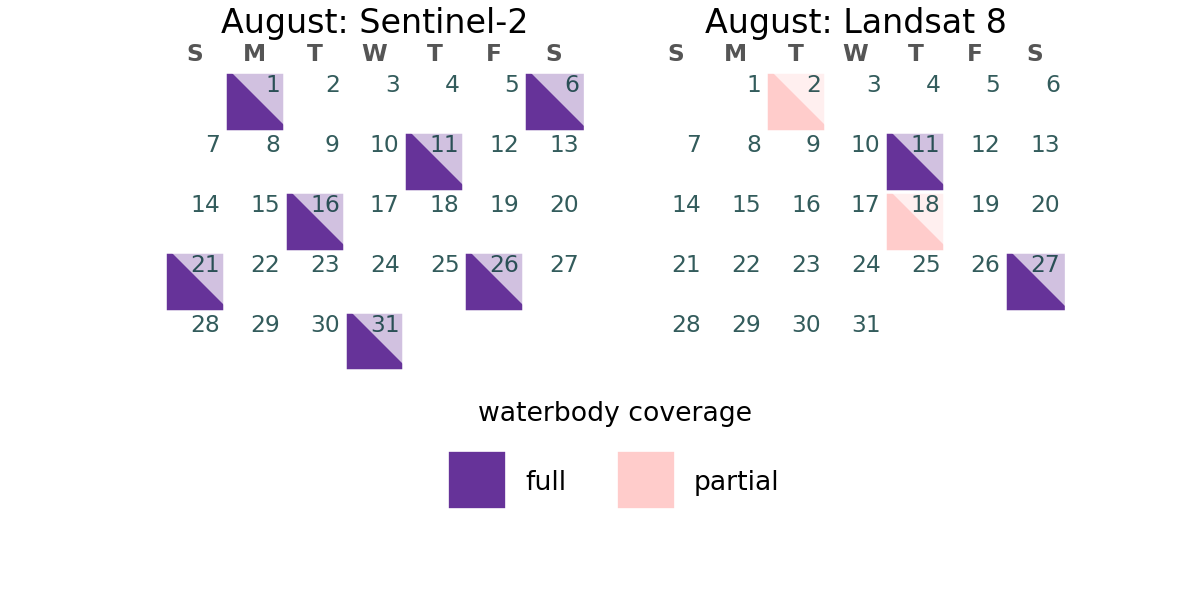 August: Sentinel-2
S M T W T F S
1 2 3 4 5 6
7 8 9 10 11 12 13
14 15 16 17 18 19 20
21 22 23 24 25 26 27
28 29 30 31
August: Landsat 8
S M T W T F S
1 2 3 4 5 6
7 8 9 10 11 12 13
14 15 16 17 18 19 20
21 22 23 24 25 26 27
28 29 30 31
waterbody coverage
full partial